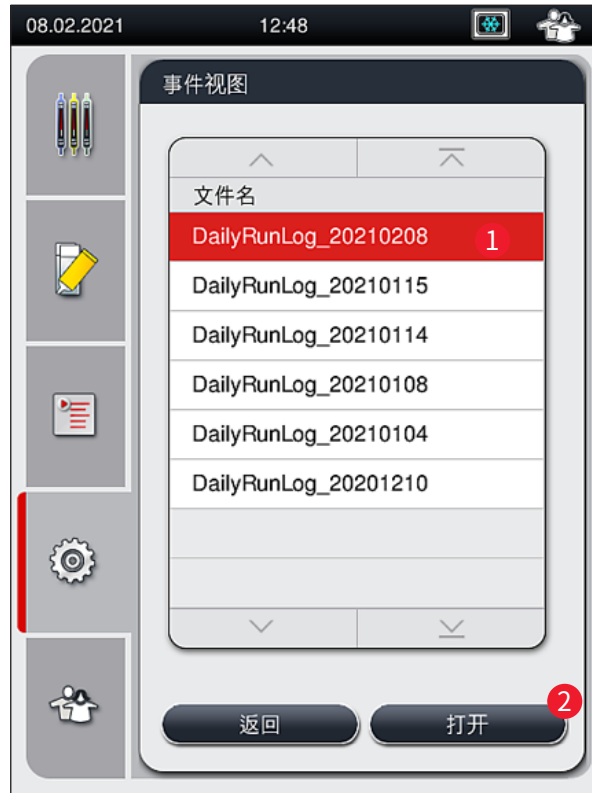 08.02.2021 12:48
事件视图
文件名
DailyRunLog_20210208 1
DailyRunLog_20210115
DailyRunLog_20210114
DailyRunLog_20210108
DailyRunLog_20210104
DailyRunLog_20201210
2
返回 打开